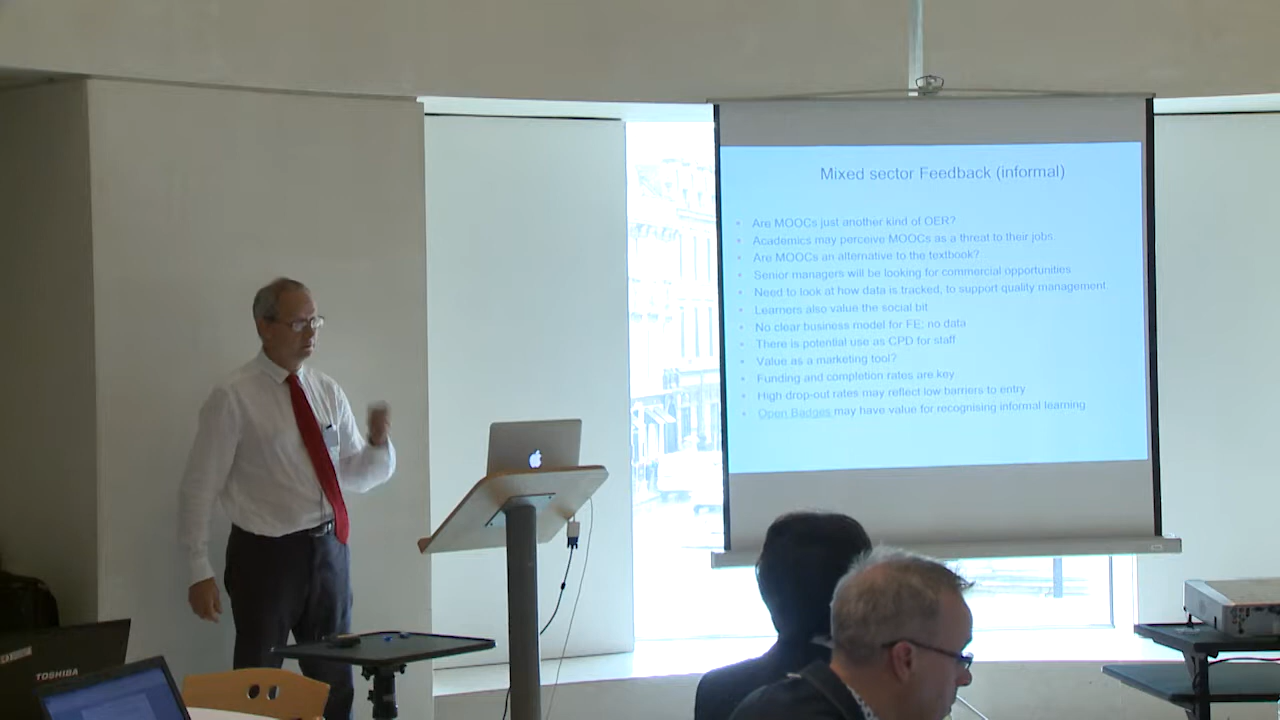 Mixed sector Feedback (informal)
Are MOOCs just another kind of OER?
Academics may perceive MOOCs as a threat to their jobs.
Are MOOCs an alternative to the textbook?
Senior managers will be looking for commercial opportunities
Need to look at how data is tracked, to support quality management
Learners also value the social bit
No clear business model for FE; no data
There is potential use as CPD for staff
Value as a marketing tool?
Funding and completion rates are key
High drop-out rates may reflect low barriers to entry
Open Badges may have value for recognising informal learning
TOSHIBA